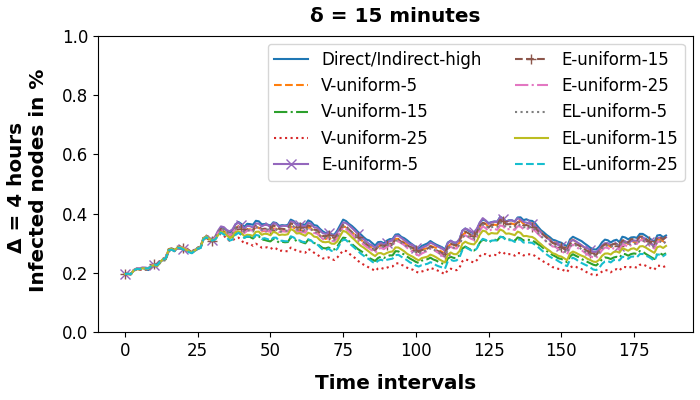 δ = 15 minutes
Δ = 4 hours
Infected nodes in %
1.0
0.8
0.6
0.4
0.2
0.0
Direct/Indirect-high
V-uniform-5
V-uniform-15
V-uniform-25
E-uniform-5
E-uniform-15
E-uniform-25
EL-uniform-5
EL-uniform-15
EL-uniform-25
0 25 50 75 100 125 150 175
Time intervals